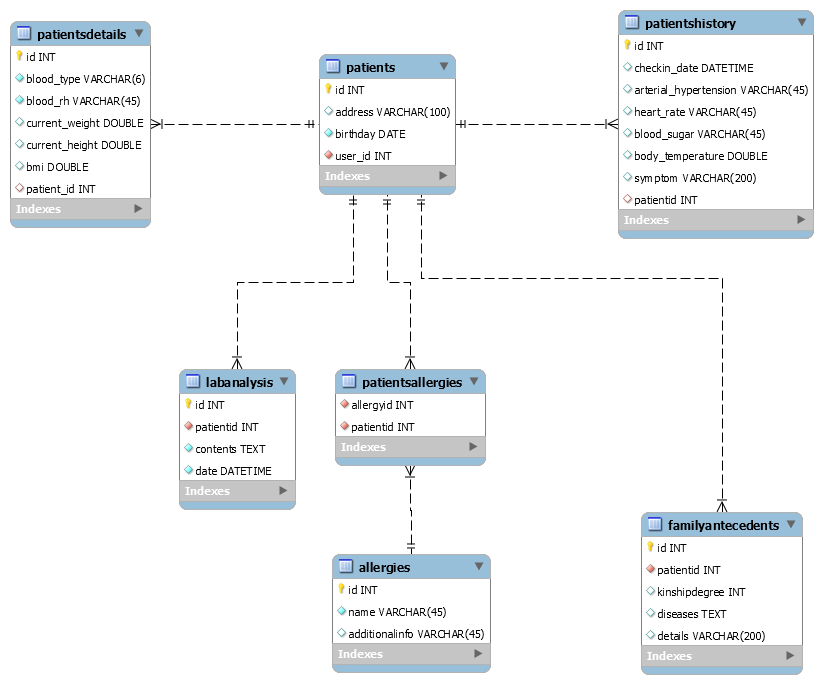 patientsdetails
id INT
blood_type VARCHAR(6)
blood_rh VARCHAR(45)
current_weight DOUBLE
current_height DOUBLE
bmi DOUBLE
patient_id INT
Indexes
patients
id INT
address VARCHAR(100)
birthday DATE
user_id INT
Indexes
patientshistory
id INT
checkin_date DATETIME
arterial_hypertension VARCHAR(45)
heart_rate VARCHAR(45)
blood_sugar VARCHAR(45)
body_temperature DOUBLE
symptom VARCHAR(200)
patientid INT
Indexes
labanalysis
id INT
patientid INT
contents TEXT
date DATETIME
Indexes
patientsallergies
allergyid INT
patientid INT
Indexes
allergies
id INT
name VARCHAR(45)
additionalinfo VARCHAR(45)
Indexes
familyantecedents
id INT
patientid INT
kinshipdegree INT
diseases TEXT
details VARCHAR(200)
Indexes